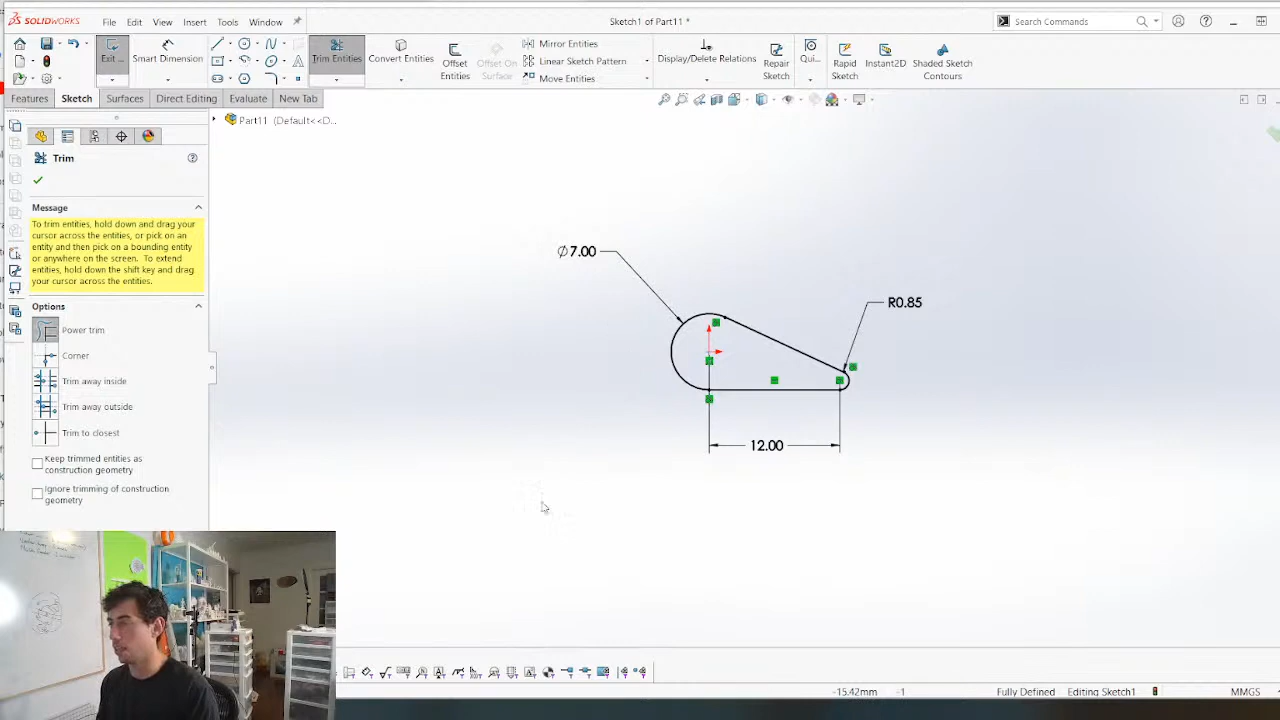 SOLIDWORKS
File
Edit
View
Insert
Tools
Window
Sketch1 of Part11 *
Search Commands
Exit ...
Smart Dimension
Trim Entities
Convert Entities
Offset
Entities
Offset On
Surface
Mirror Entities
Linear Sketch Pattern
Move Entities
Display/Delete Relations
Repair
Sketch
Qui...
Rapid
Sketch
Instant2D
Shaded Sketch
Contours
Features
Sketch
Surfaces
Direct Editing
Evaluate
New Tab
Part11 (Default<<D...
Trim
Message
To trim entities, hold down and drag your
cursor across the entities, or pick on an
entity and then pick on a bounding entity
or anywhere on the screen. To extend
entities, hold down the shift key and drag
your cursor across the entities.
Options
Power trim
Corner
Trim away inside
Trim away outside
Trim to closest
Keep trimmed entities as
construction geometry
Ignore trimming of construction
geometry
∅7.00
R0.85
12.00
-15.42mm
-1
Fully Defined
Editing Sketch1
MMGS